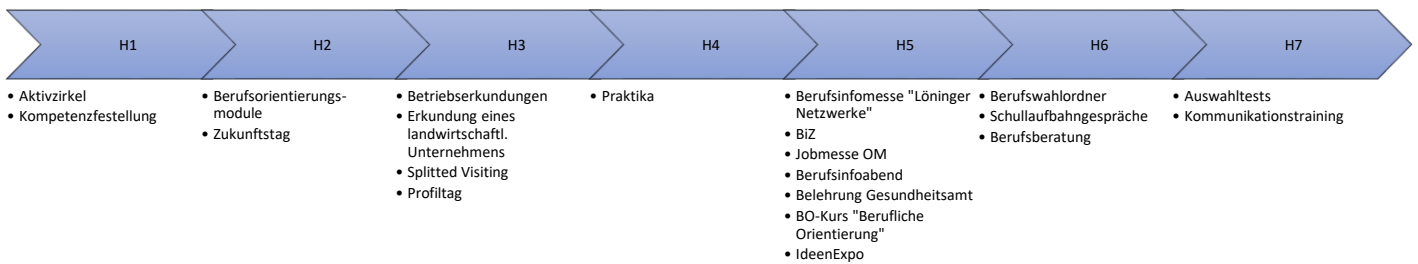 H1
H2
H3
H4
H5
H6
H7
• Aktivzirkel
• Kompetenzfestellung
• Berufsorientierungs-
module
• Zukunftstag
• Betriebserkundungen
• Erkundung eines
landwirtschaftl.
Unternehmens
• Splitted Visiting
• Profiltag
• Praktika
• Berufsinfomesse "Löninger
Netzwerke"
• BiZ
• Jobmesse OM
• Berufsinfoabend
• Belehrung Gesundheitsamt
• BO-Kurs "Berufliche
Orientierung"
• IdeenExpo
• Berufswahlordner
• Schullaufbahngespräche
• Berufsberatung
• Auswahltests
• Kommunikationstraining